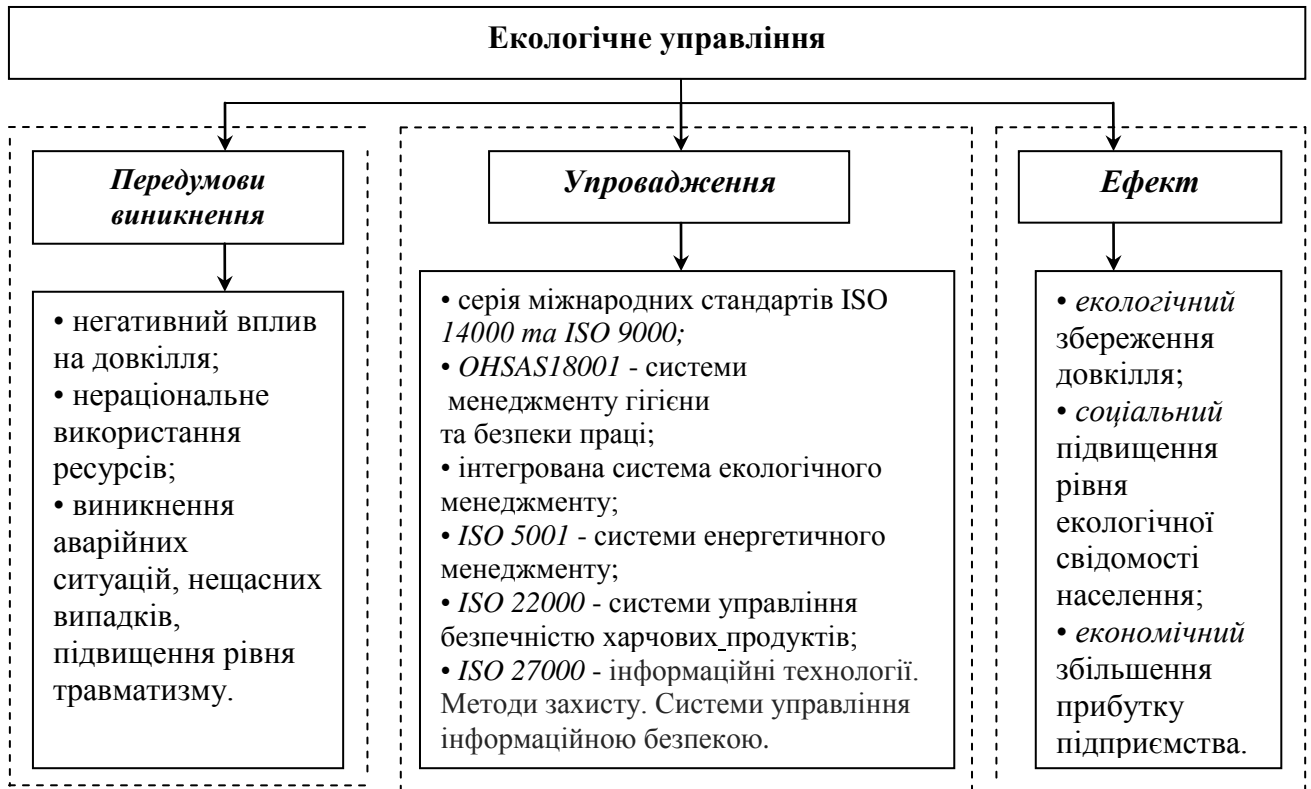 Екологічне управління
Передумови
виникнення
• негативний вплив
на довкілля;
• нераціональне
використання
ресурсів;
• виникнення
аварійних
ситуацій, нещасних
випадків,
підвищення рівня
травматизму.
Упровадження
• серія міжнародних стандартів ISO
14000 та ISO 9000;
• OHSAS18001 - системи
менеджменту гігієни
та безпеки праці;
• інтегрована система екологічного
менеджменту;
• ISO 5001 - системи енергетичного
менеджменту;
• ISO 22000 - системи управління
безпечністю харчових продуктів;
• ISO 27000 - інформаційні технології.
Методи захисту. Системи управління
інформаційною безпекою.
Ефект
• екологічний
збереження
довкілля;
• соціальний
підвищення
рівня
екологічної
свідомості
населення;
• економічний
збільшення
прибутку
підприємства.